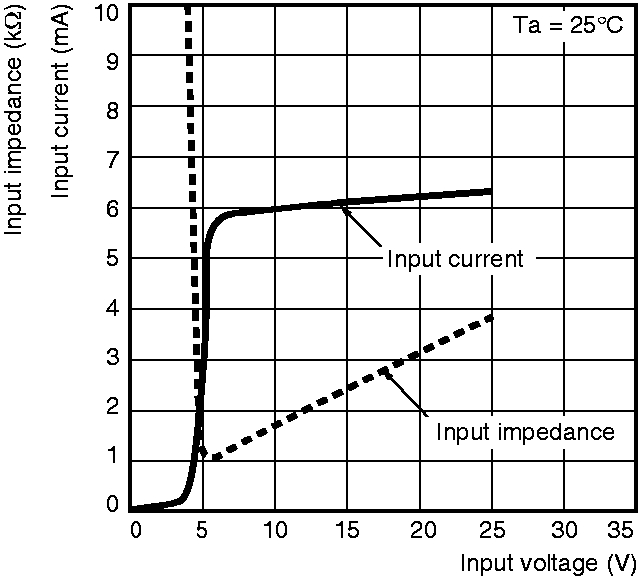 Input impedance (kΩ)
Input current (mA)
10
9
8
7
6
5
4
3
2
1
0
Ta = 25°C
Input current
Input impedance
0 5 10 15 20 25 30 35
Input voltage (V)